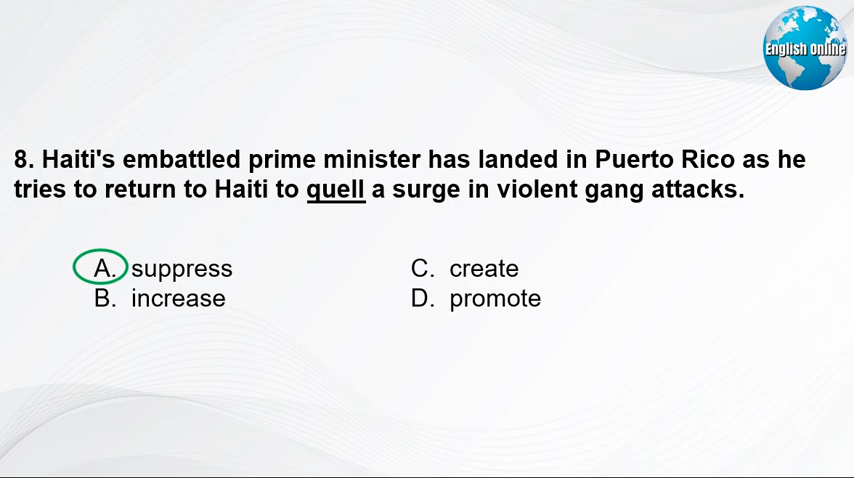 English Online
8. Haiti's embattled prime minister has landed in Puerto Rico as he
tries to return to Haiti to quell a surge in violent gang attacks.
A. suppress
B. increase
C. create
D. promote